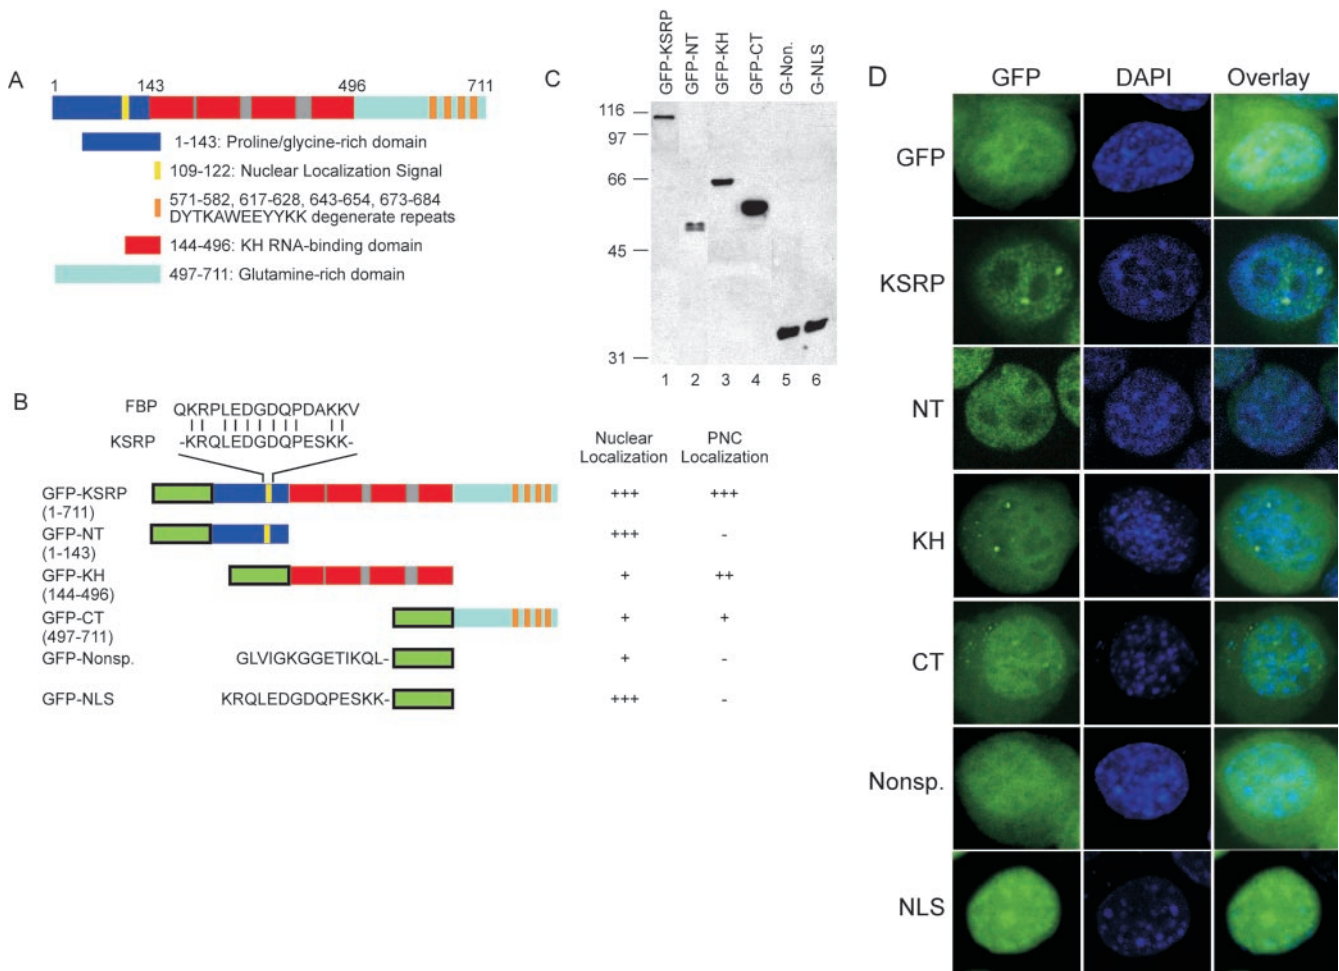 A
1 143 496 711
1-143: Proline/glycine-rich domain
109-122: Nuclear Localization Signal
571-582, 617-628, 643-654, 673-684
DYTKAWEEYYKK degenerate repeats
144-496: KH RNA-binding domain
497-711: Glutamine-rich domain
B
FBP QKRPLEDGDQPDAKKV
KSRP -KRQLEDGDQPESKK-
Nuclear Localization
PNC Localization
GFP-KSRP (1-711) +++ +++
GFP-NT (1-143) +++ -
GFP-KH (144-496) + ++
GFP-CT (497-711) + +
GFP-Nonsp. GLVIGKGGETIKQL- + -
GFP-NLS KRQLEDGDQPESKK- +++ -
C
GFP-KSRP
GFP-NT
GFP-KH
GFP-CT
G-Non.
G-NLS
116
97
66
45
31
1 2 3 4 5 6
D
GFP DAPI Overlay
GFP
KSRP
NT
KH
CT
Nonsp.
NLS